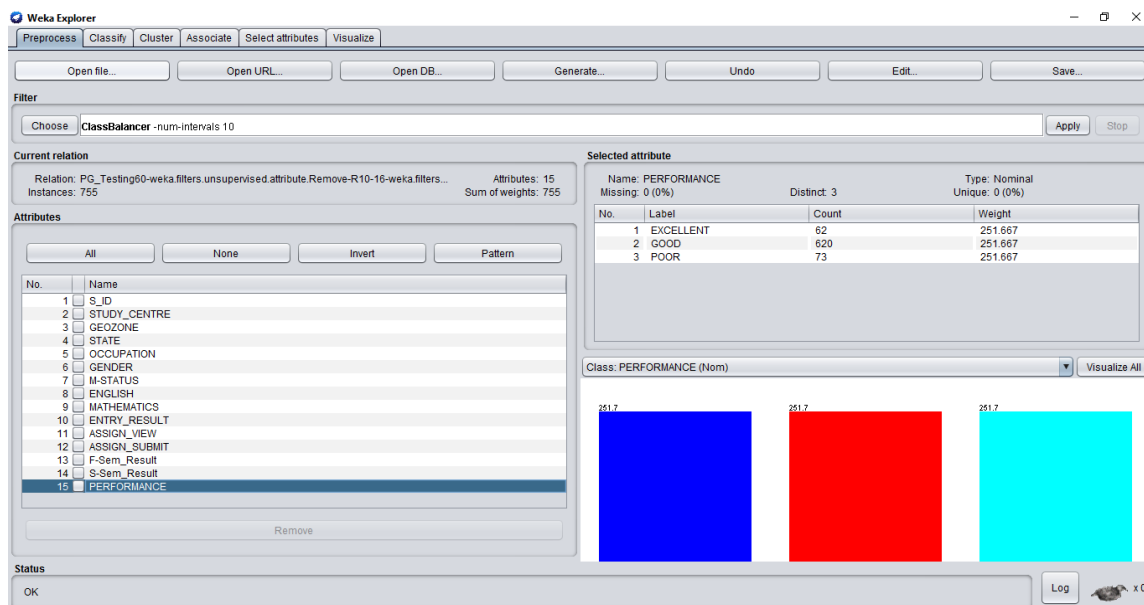 Weka Explorer
Preprocess Classify Cluster Associate Select attributes Visualize
Open file... Open URL... Open DB... Generate... Undo Edit... Save...
Filter
Choose ClassBalancer -num-intervals 10 Apply Stop
Current relation
Relation: PG_Testing60-weka.filters.unsupervised.attribute.Remove-R10-16-weka.filters... Attributes: 15
Instances: 755 Sum of weights: 755
Attributes
All None Invert Pattern
No. Name
1 S_ID
2 STUDY_CENTRE
3 GEOZONE
4 STATE
5 OCCUPATION
6 GENDER
7 M-STATUS
8 ENGLISH
9 MATHEMATICS
10 ENTRY_RESULT
11 ASSIGN_VIEW
12 ASSIGN_SUBMIT
13 F-Sem_Result
14 S-Sem_Result
15 PERFORMANCE
Remove
Selected attribute
Name: PERFORMANCE Type: Nominal
Missing: 0 (0%) Distinct: 3 Unique: 0 (0%)
No. Label Count Weight
1 EXCELLENT 62 251.667
2 GOOD 620 251.667
3 POOR 73 251.667
Class: PERFORMANCE (Nom) Visualize All
251.7 251.7 251.7
Status
OK Log x 0